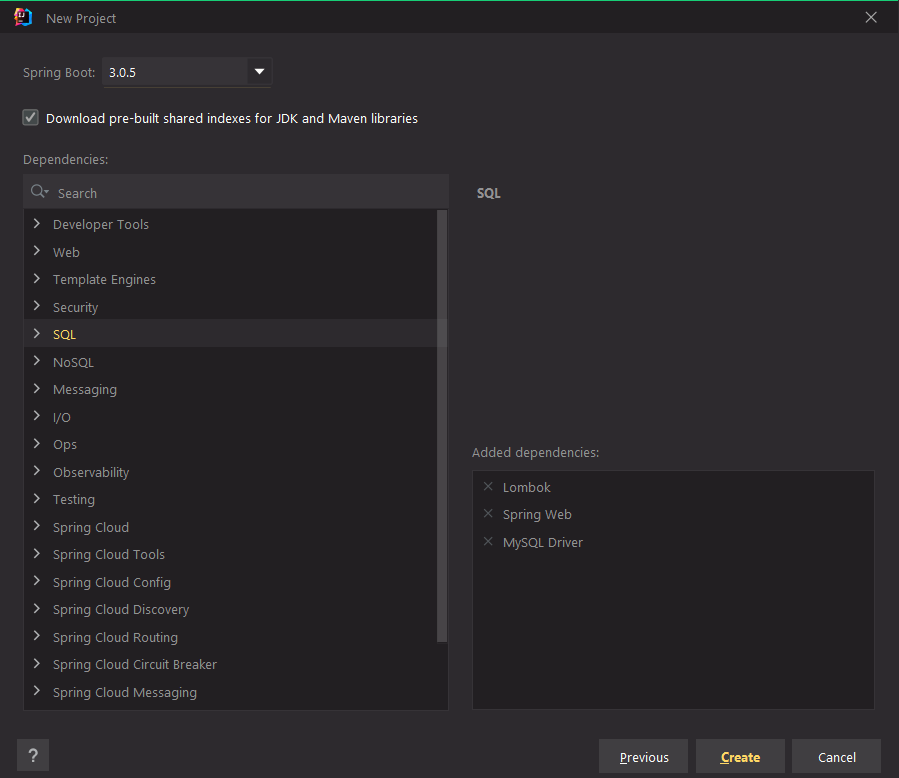 New Project
Spring Boot: 3.0.5
Download pre-built shared indexes for JDK and Maven libraries
Dependencies:
Search
Developer Tools
Web
Template Engines
Security
SQL
NoSQL
Messaging
I/O
Ops
Observability
Testing
Spring Cloud
Spring Cloud Tools
Spring Cloud Config
Spring Cloud Discovery
Spring Cloud Routing
Spring Cloud Circuit Breaker
Spring Cloud Messaging
SQL
Added dependencies:
Lombok
Spring Web
MySQL Driver
?
Previous Create Cancel